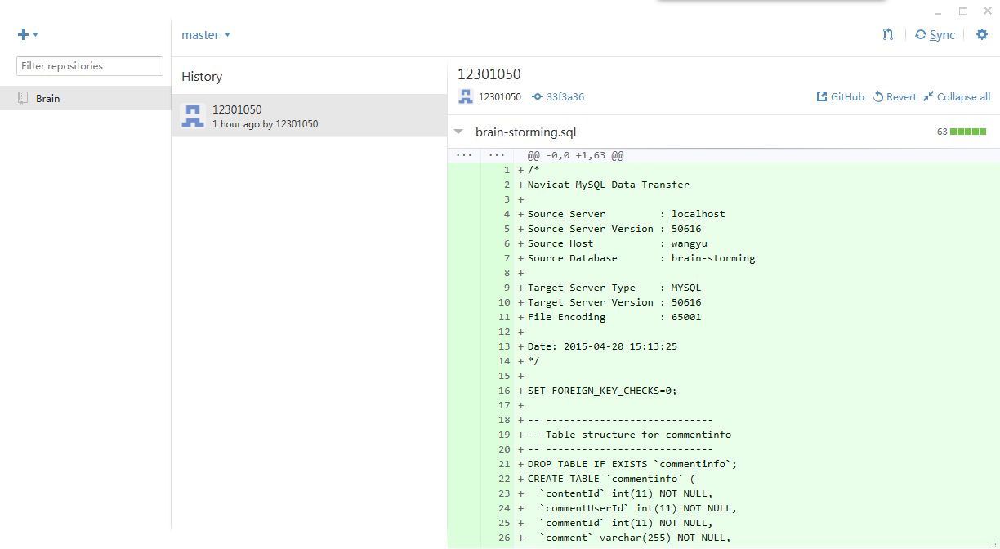 master
Sync
Filter repositories
Brain
History
12301050
1 hour ago by 12301050
12301050
12301050 33f3a36 GitHub Revert Collapse all
brain-storming.sql 63
... ... @@ -0,0 +1,63 @@
1 + /*
2 + Navicat MySQL Data Transfer
3 +
4 + Source Server         : localhost
5 + Source Server Version : 50616
6 + Source Host           : wangyu
7 + Source Database       : brain-storming
8 +
9 + Target Server Type    : MYSQL
10 + Target Server Version : 50616
11 + File Encoding         : 65001
12 +
13 + Date: 2015-04-20 15:13:25
14 + */
15 +
16 + SET FOREIGN_KEY_CHECKS=0;
17 +
18 + -- ----------------------------
19 + -- Table structure for commentinfo
20 + -- ----------------------------
21 + DROP TABLE IF EXISTS `commentinfo`;
22 + CREATE TABLE `commentinfo` (
23 +   `contentId` int(11) NOT NULL,
24 +   `commentUserId` int(11) NOT NULL,
25 +   `commentId` int(11) NOT NULL,
26 +   `comment` varchar(255) NOT NULL,